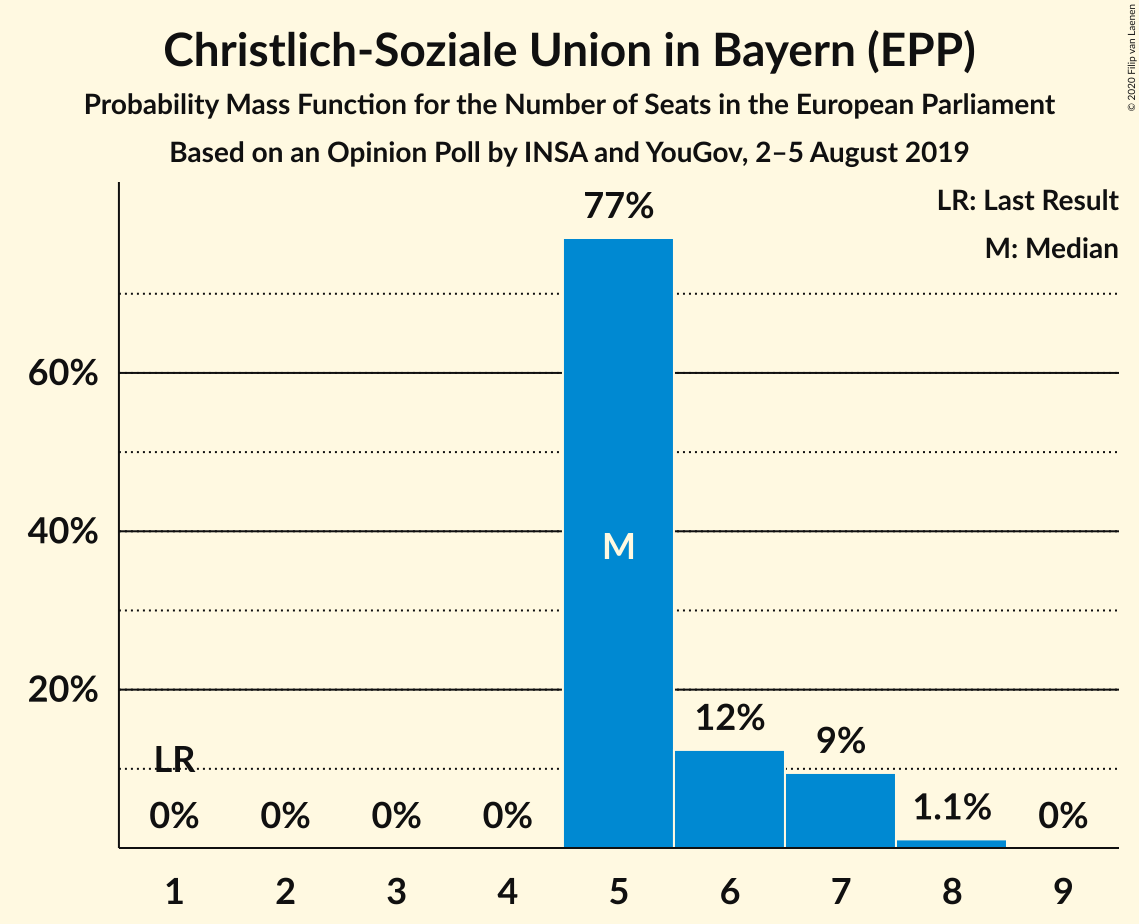 Christlich-Soziale Union in Bayern (EPP)
Probability Mass Function for the Number of Seats in the European Parliament
Based on an Opinion Poll by INSA and YouGov, 2–5 August 2019
© 2020 Filip van Laenen
LR: Last Result
M: Median
77%
60%
40%
M
20%
12%
9%
LR
1.1%
0%
0%
0%
0%
0%
1 2 3 4 5 6 7 8 9